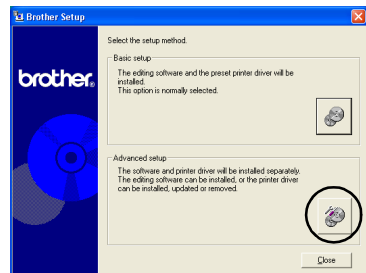 Brother Setup
Select the setup method.
brother®
Basic setup
The editing software and the preset printer driver will be
installed.
This option is normally selected.
Advanced setup
The software and printer driver will be installed separately.
The editing software can be installed, or the printer driver
can be installed, updated or removed.
Close